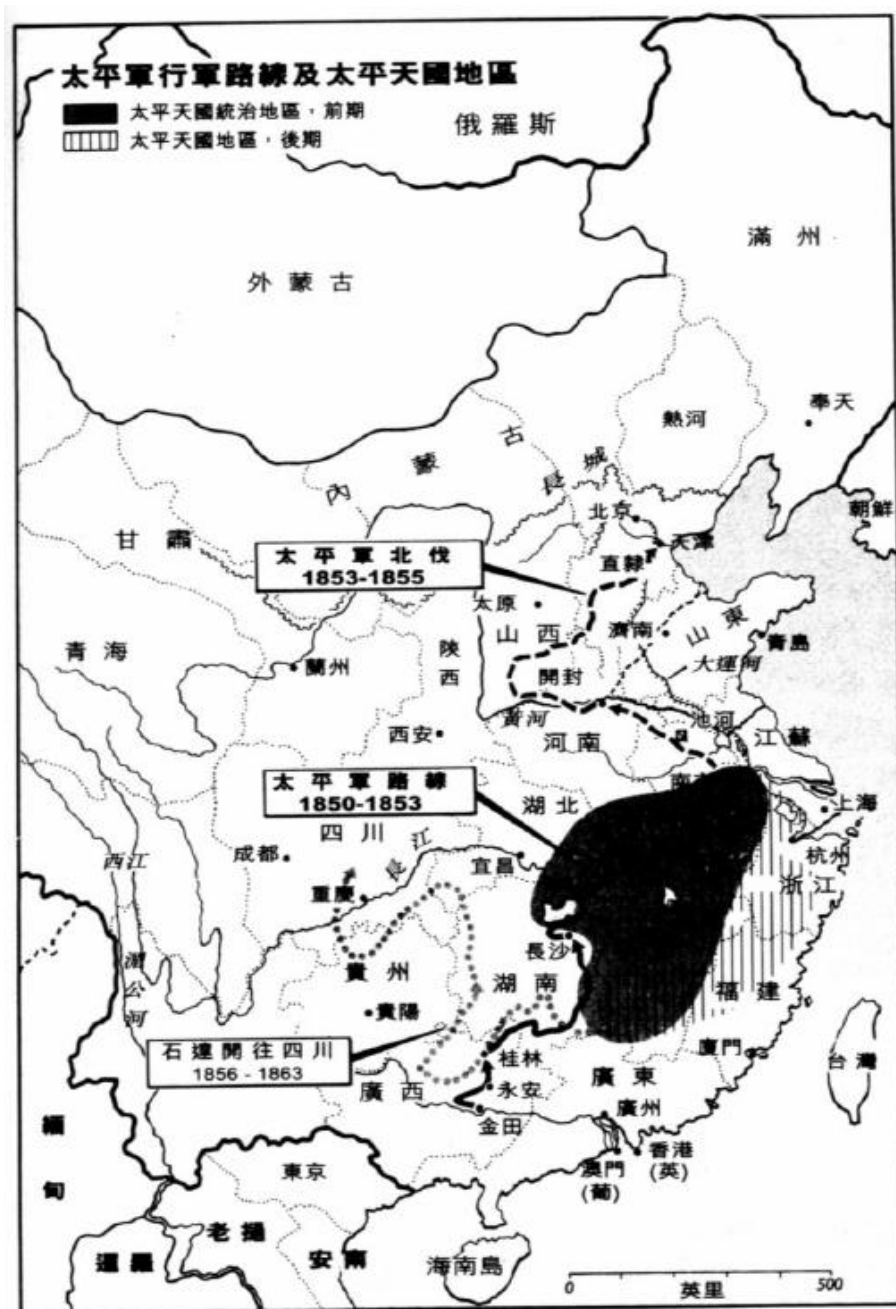 太平軍行軍路線及太平天國地區
太平天國統治地區，前期
太平天國地區，後期
俄羅斯
滿州
外蒙古
熱河
奉天
內蒙古
長城
北京
朝鮮
甘肅
天津
太平軍北伐
1853-1855
直隸
太原
山西
濟南
山東
青島
青海
陝西
蘭州
大運河
開封
黃河
池河
西安
河南
江蘇
太平軍路線
1850-1853
湖北
上海
四川
長江
成都
宜昌
杭州
浙江
西江
重慶
長沙
湄公河
貴州
湖南
福建
貴陽
石達開往四川
1856 - 1863
桂林
廈門
台灣
廣西
永安
廣東
金田
廣州
緬甸
東京
澳門
(葡)
香港
(英)
老撾
暹羅
安南
海南島
0
500
英里